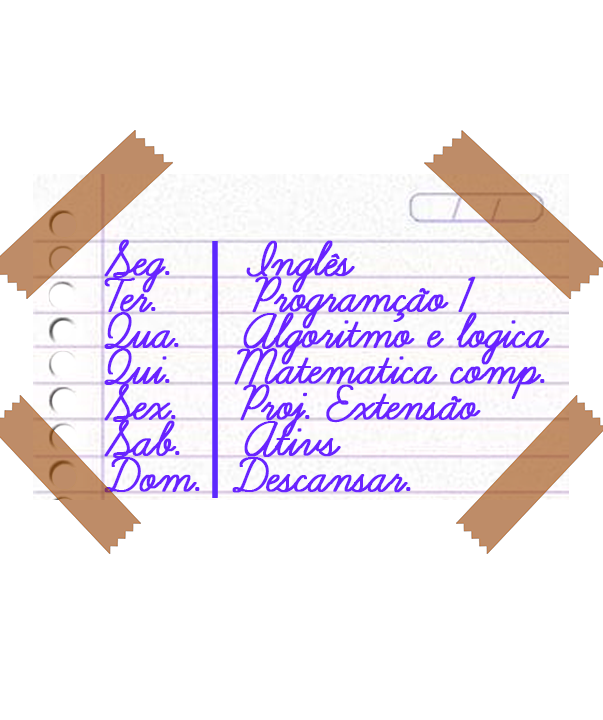 Seg. Inglês
Ter. Programção 1
Qua. Algoritmo e logica
Qui. Matematica comp.
Sex. Proj. Extensão
Sab. Ativs
Dom. Descansar.